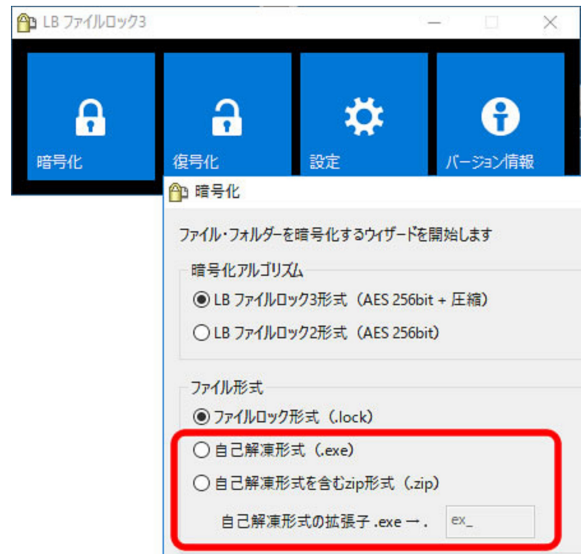 LB ファイルロック3
暗号化
復号化
設定
バージョン情報
暗号化
ファイル・フォルダーを暗号化するウィザードを開始します
暗号化アルゴリズム
LB ファイルロック3形式（AES 256bit + 圧縮）
LB ファイルロック2形式（AES 256bit）
ファイル形式
ファイルロック形式（.lock）
自己解凍形式（.exe）
自己解凍形式を含むzip形式（.zip）
自己解凍形式の拡張子 .exe → . ex_